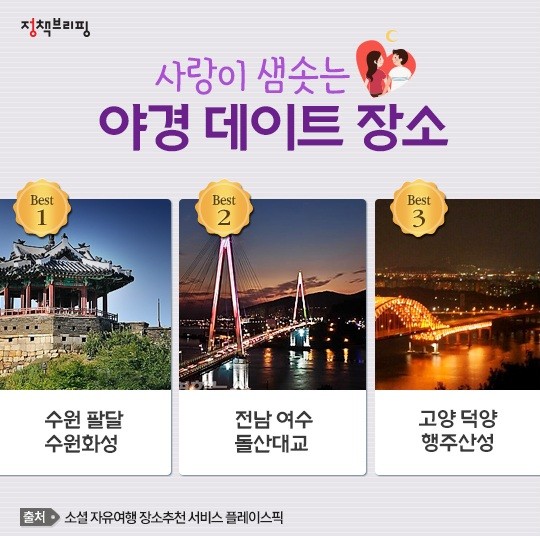 정책브리핑
사랑이 샘솟는
야경 데이트 장소
Best
1
Best
2
Best
3
수원 팔달
수원화성
전남 여수
돌산대교
고양 덕양
행주산성
출처 소셜 자유여행 장소추천 서비스 플레이스픽